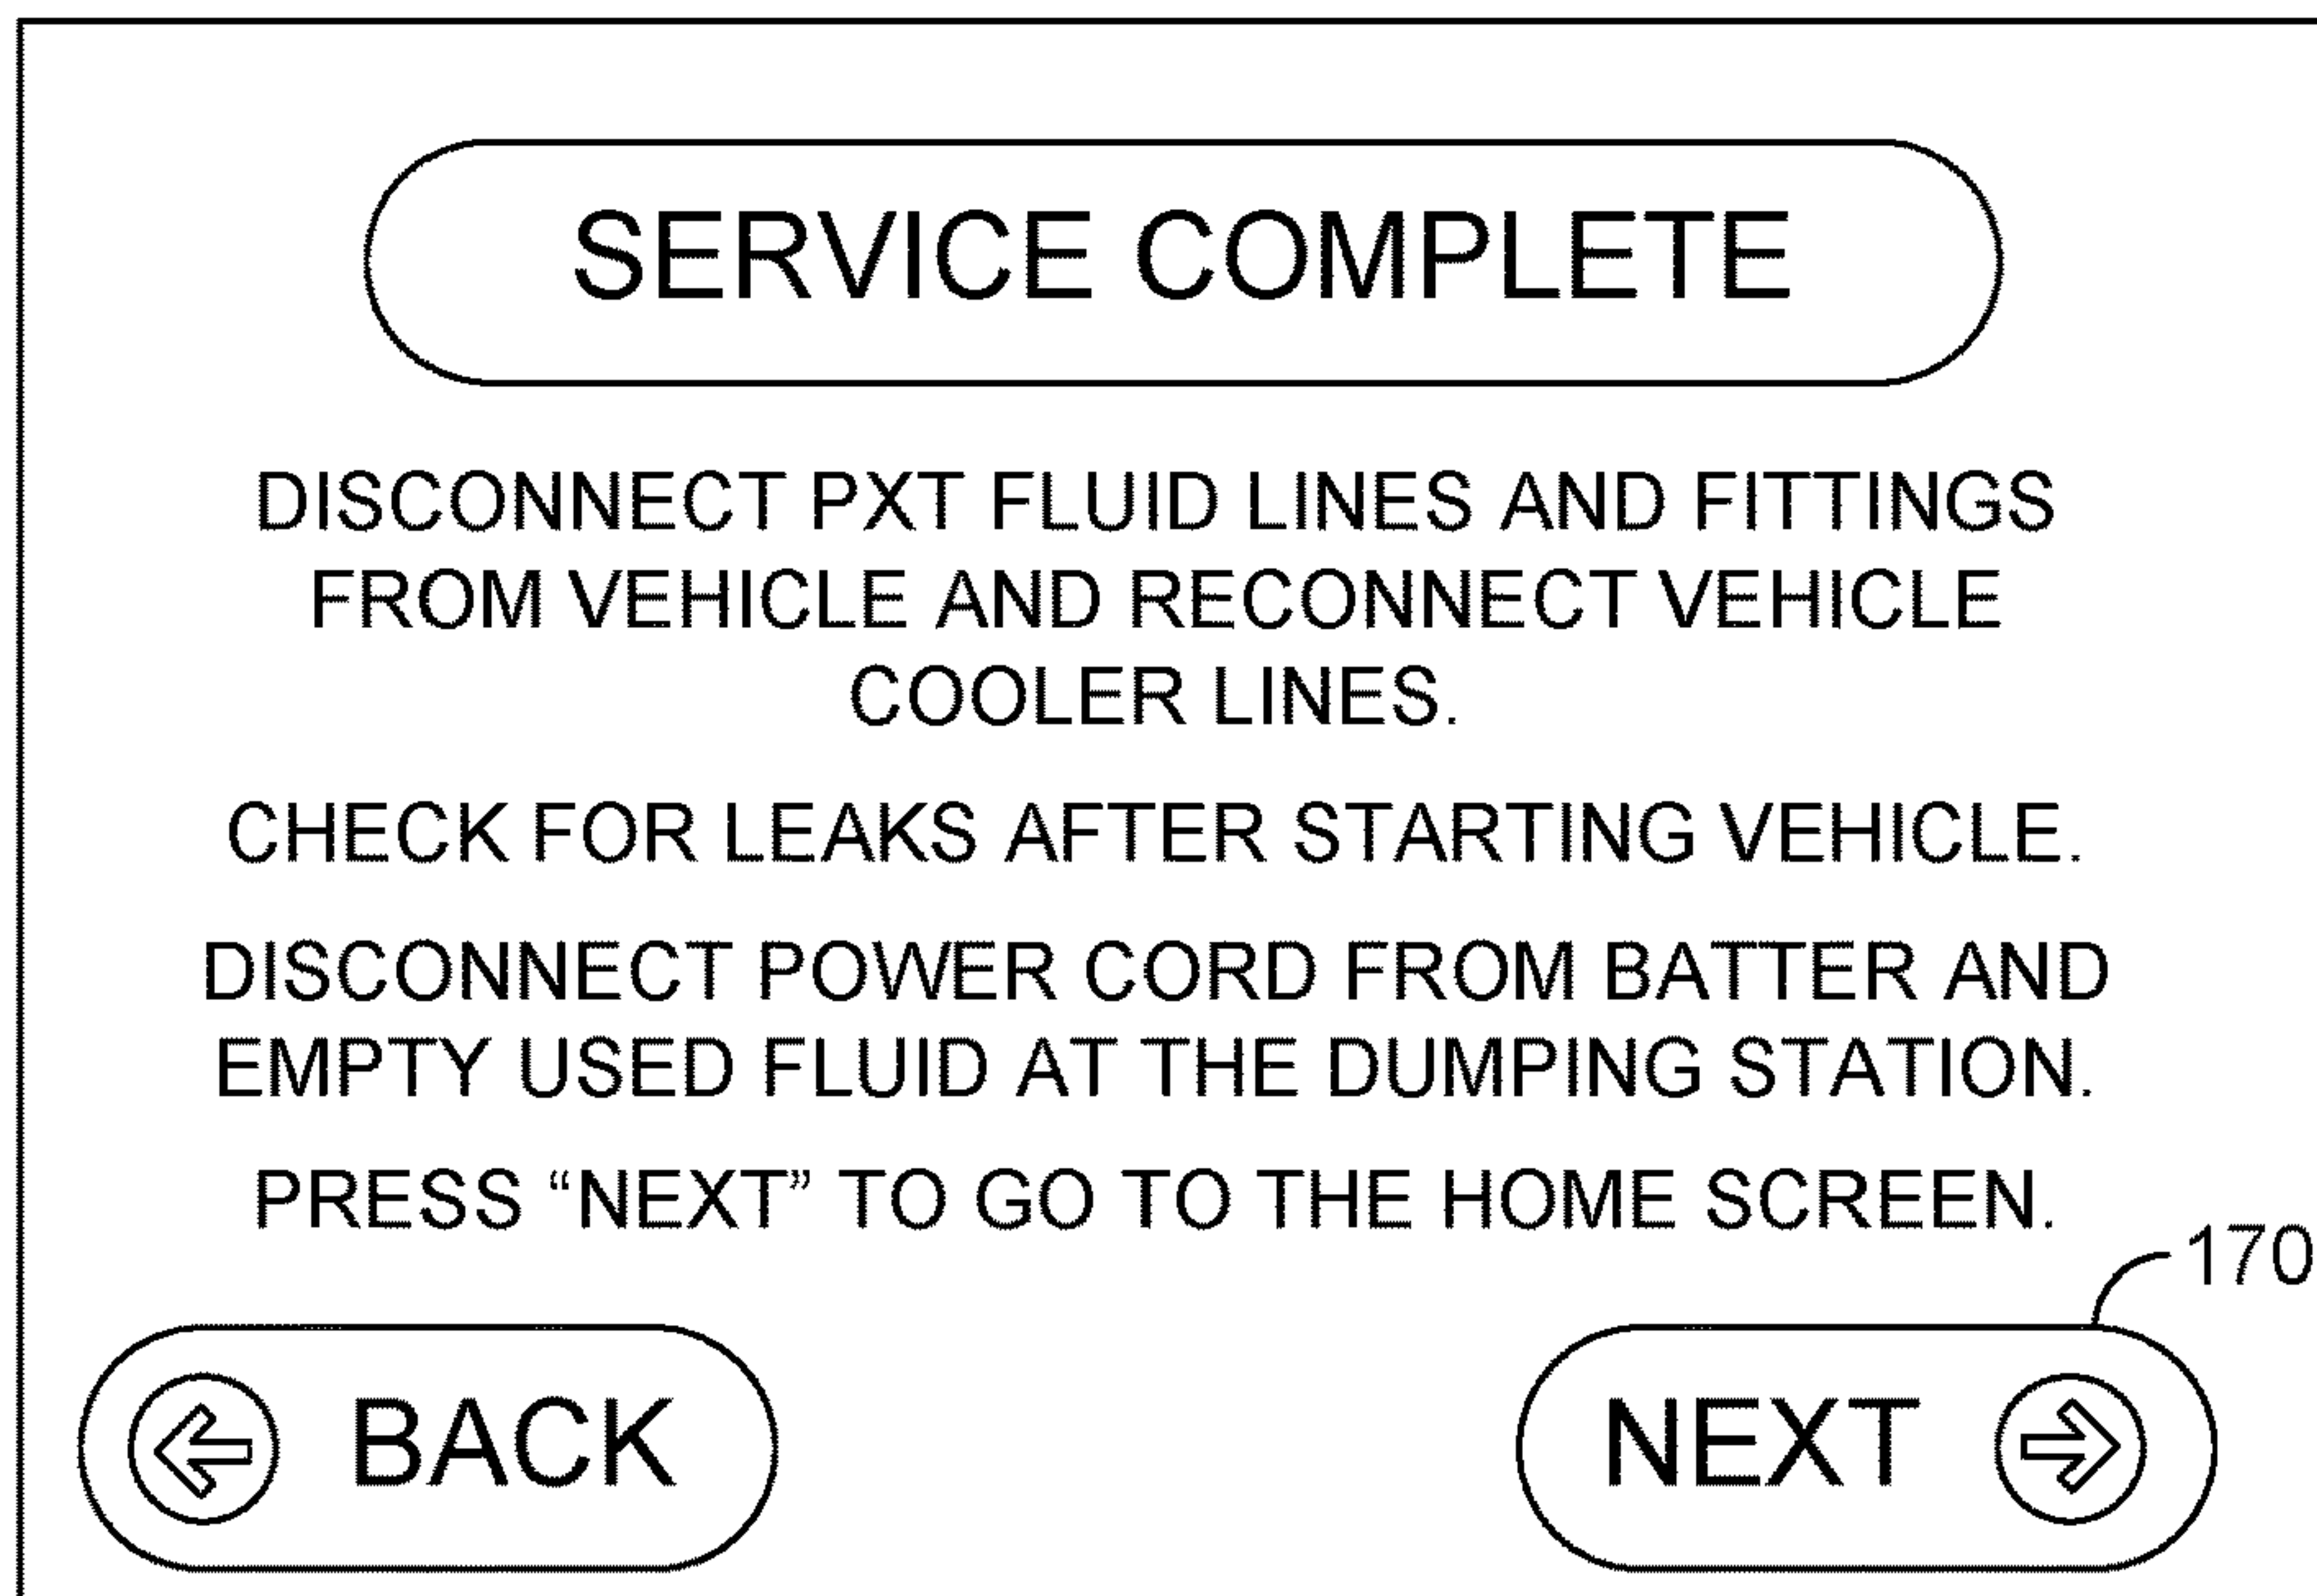 SERVICE COMPLETE
DISCONNECT PXT FLUID LINES AND FITTINGS
FROM VEHICLE AND RECONNECT VEHICLE
COOLER LINES.
CHECK FOR LEAKS AFTER STARTING VEHICLE.
DISCONNECT POWER CORD FROM BATTER AND
EMPTY USED FLUID AT THE DUMPING STATION.
PRESS “NEXT” TO GO TO THE HOME SCREEN.
170
BACK
NEXT